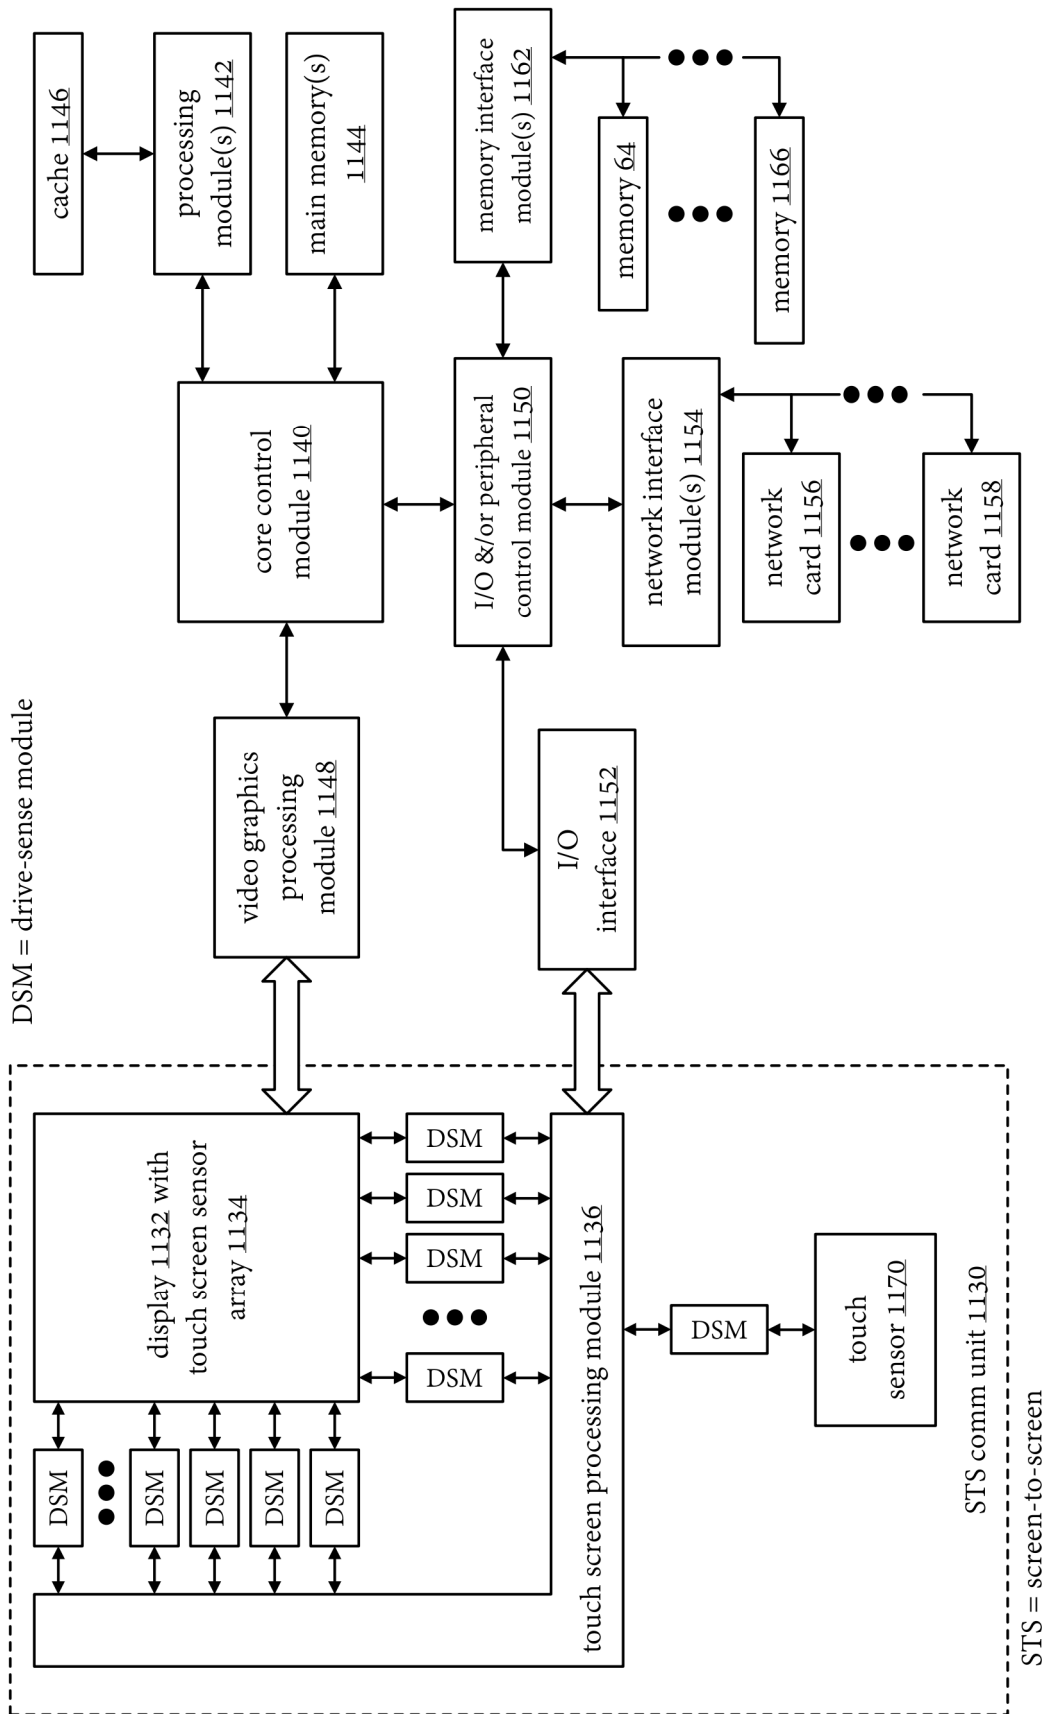 DSM = drive-sense module
display 1132 with
touch screen sensor
array 1134
DSM
DSM
DSM
DSM
DSM
DSM
DSM
DSM
DSM
touch screen processing module 1136
DSM
touch
sensor 1170
STS comm unit 1130
STS = screen-to-screen
video graphics
processing
module 1148
I/O
interface 1152
core control
module 1140
I/O &/or peripheral
control module 1150
network interface
module(s) 1154
network
card 1156
network
card 1158
cache 1146
processing
module(s) 1142
main memory(s)
1144
memory interface
module(s) 1162
memory 64
memory 1166